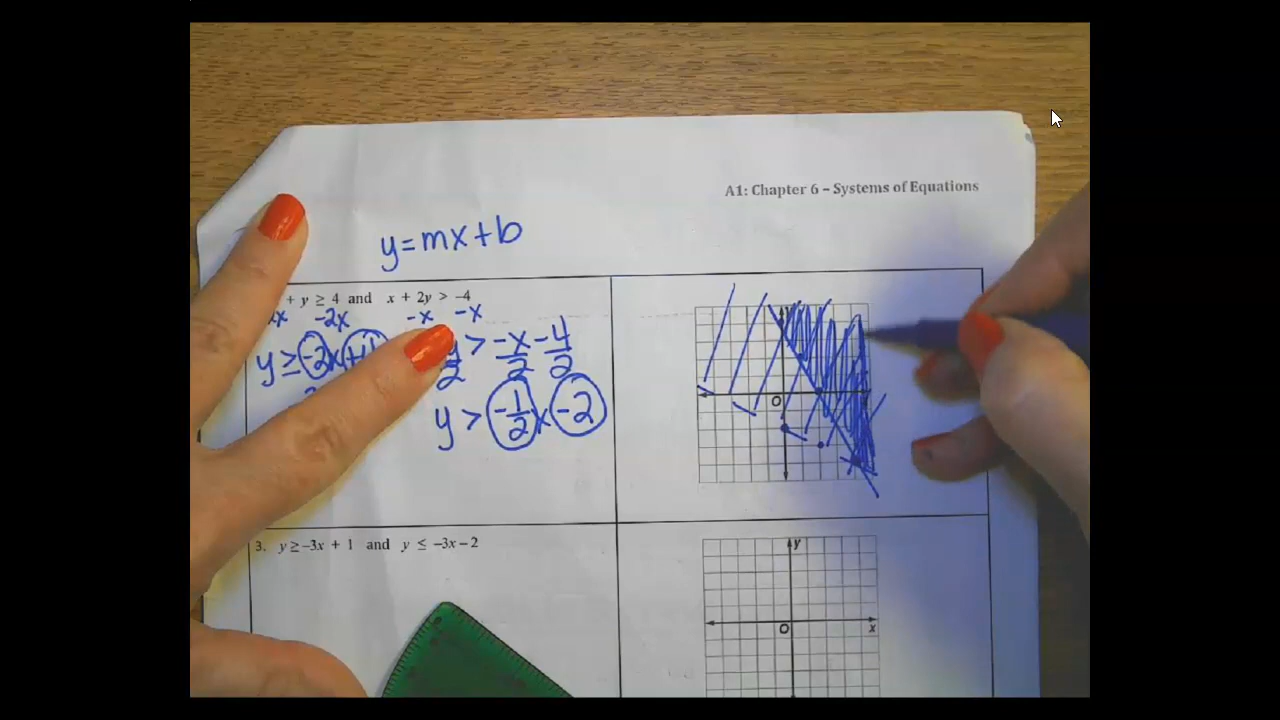 A1: Chapter 6 – Systems of Equations
y=mx+b
+ y ≥ 4 and x + 2y > -4
-2x -x -x
y ≥ -2x > -x/2 - 4/2
2
y > -1/2 x -2
y
O
3. y ≥ -3x + 1 and y ≤ -3x - 2
y
O x